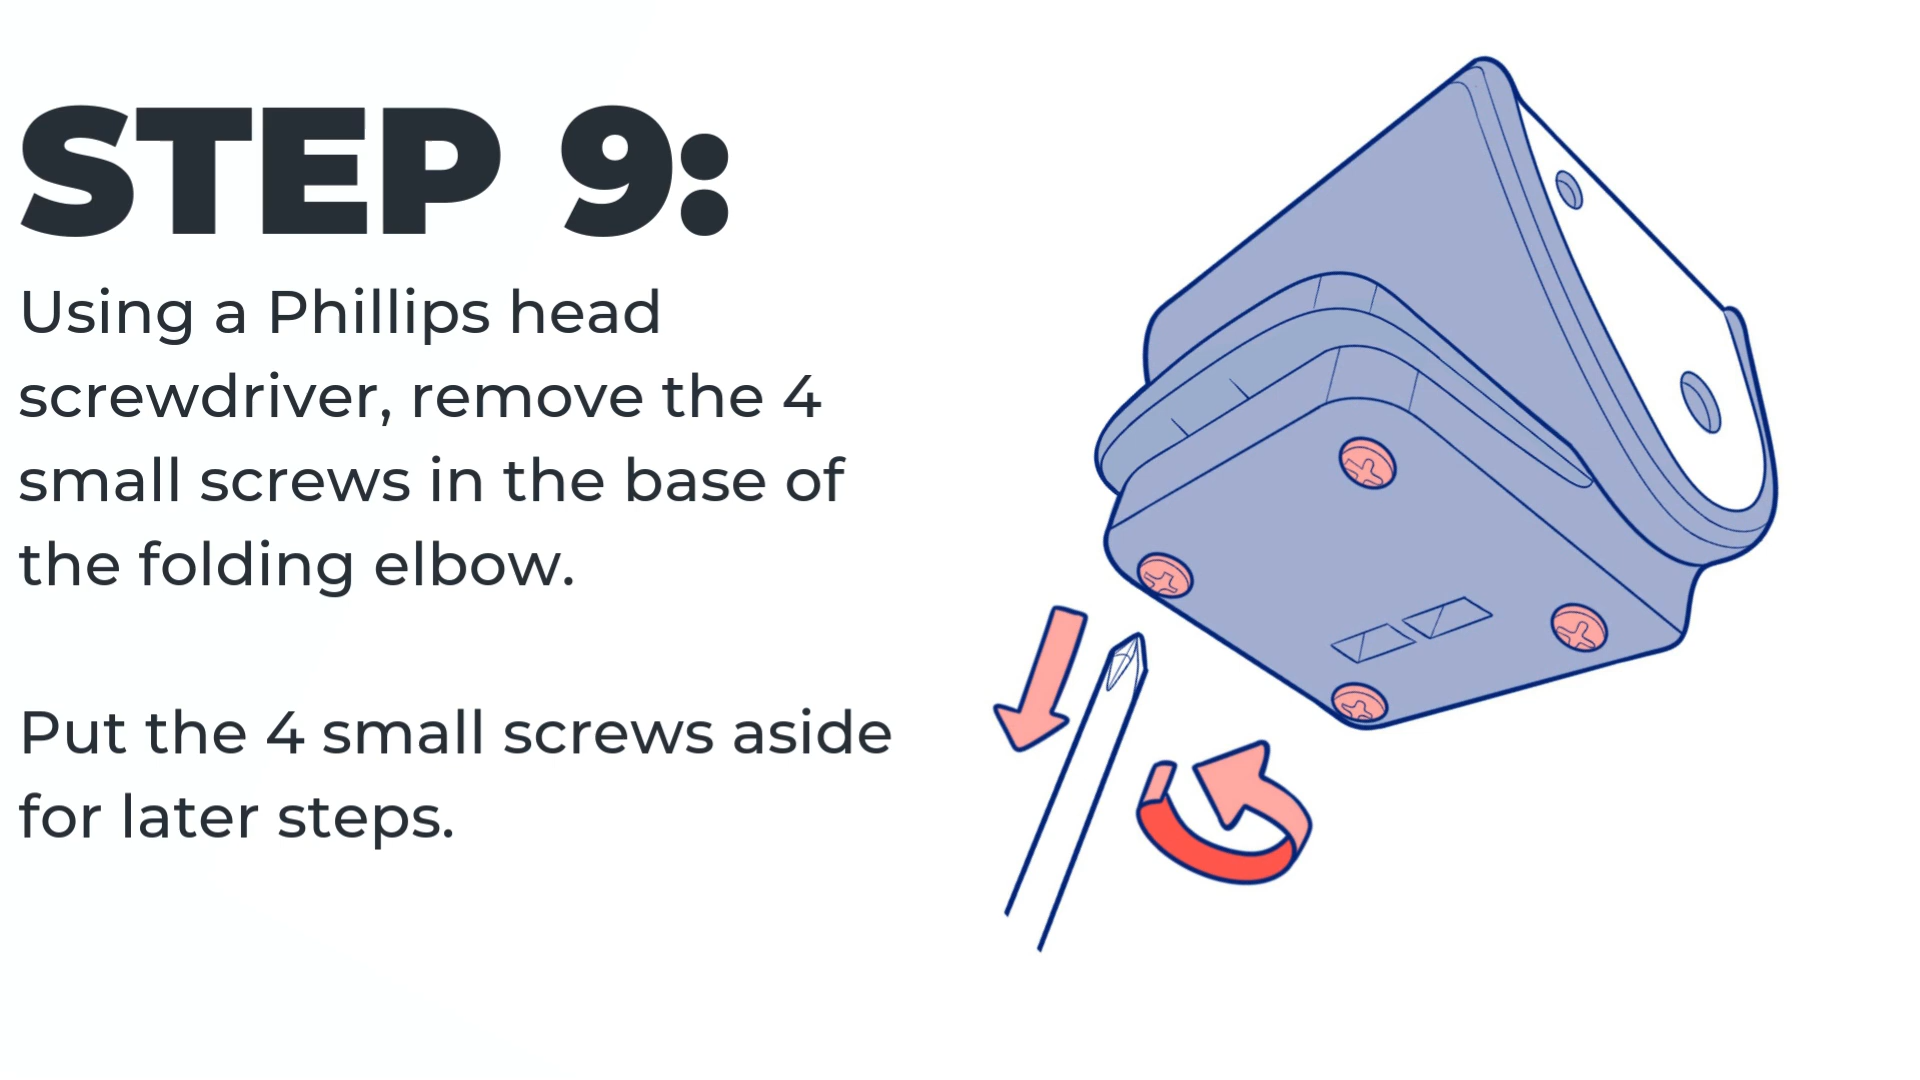 STEP 9:
Using a Phillips head
screwdriver, remove the 4
small screws in the base of
the folding elbow.
Put the 4 small screws aside
for later steps.